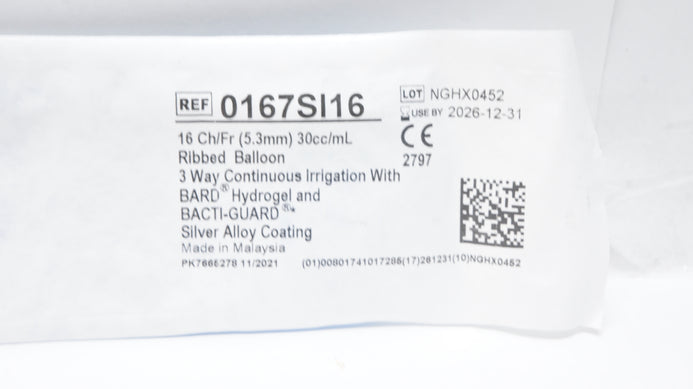 REF 0167SI16
LOT NGHX0452
USE BY 2026-12-31
16 Ch/Fr (5.3mm) 30cc/mL
CE
Ribbed Balloon
2797
3 Way Continuous Irrigation With
BARD® Hydrogel and
BACTI-GUARD®*
Silver Alloy Coating
Made in Malaysia
PK7666278 11/2021
(01)00801741017285(17)261231(10)NGHX0452